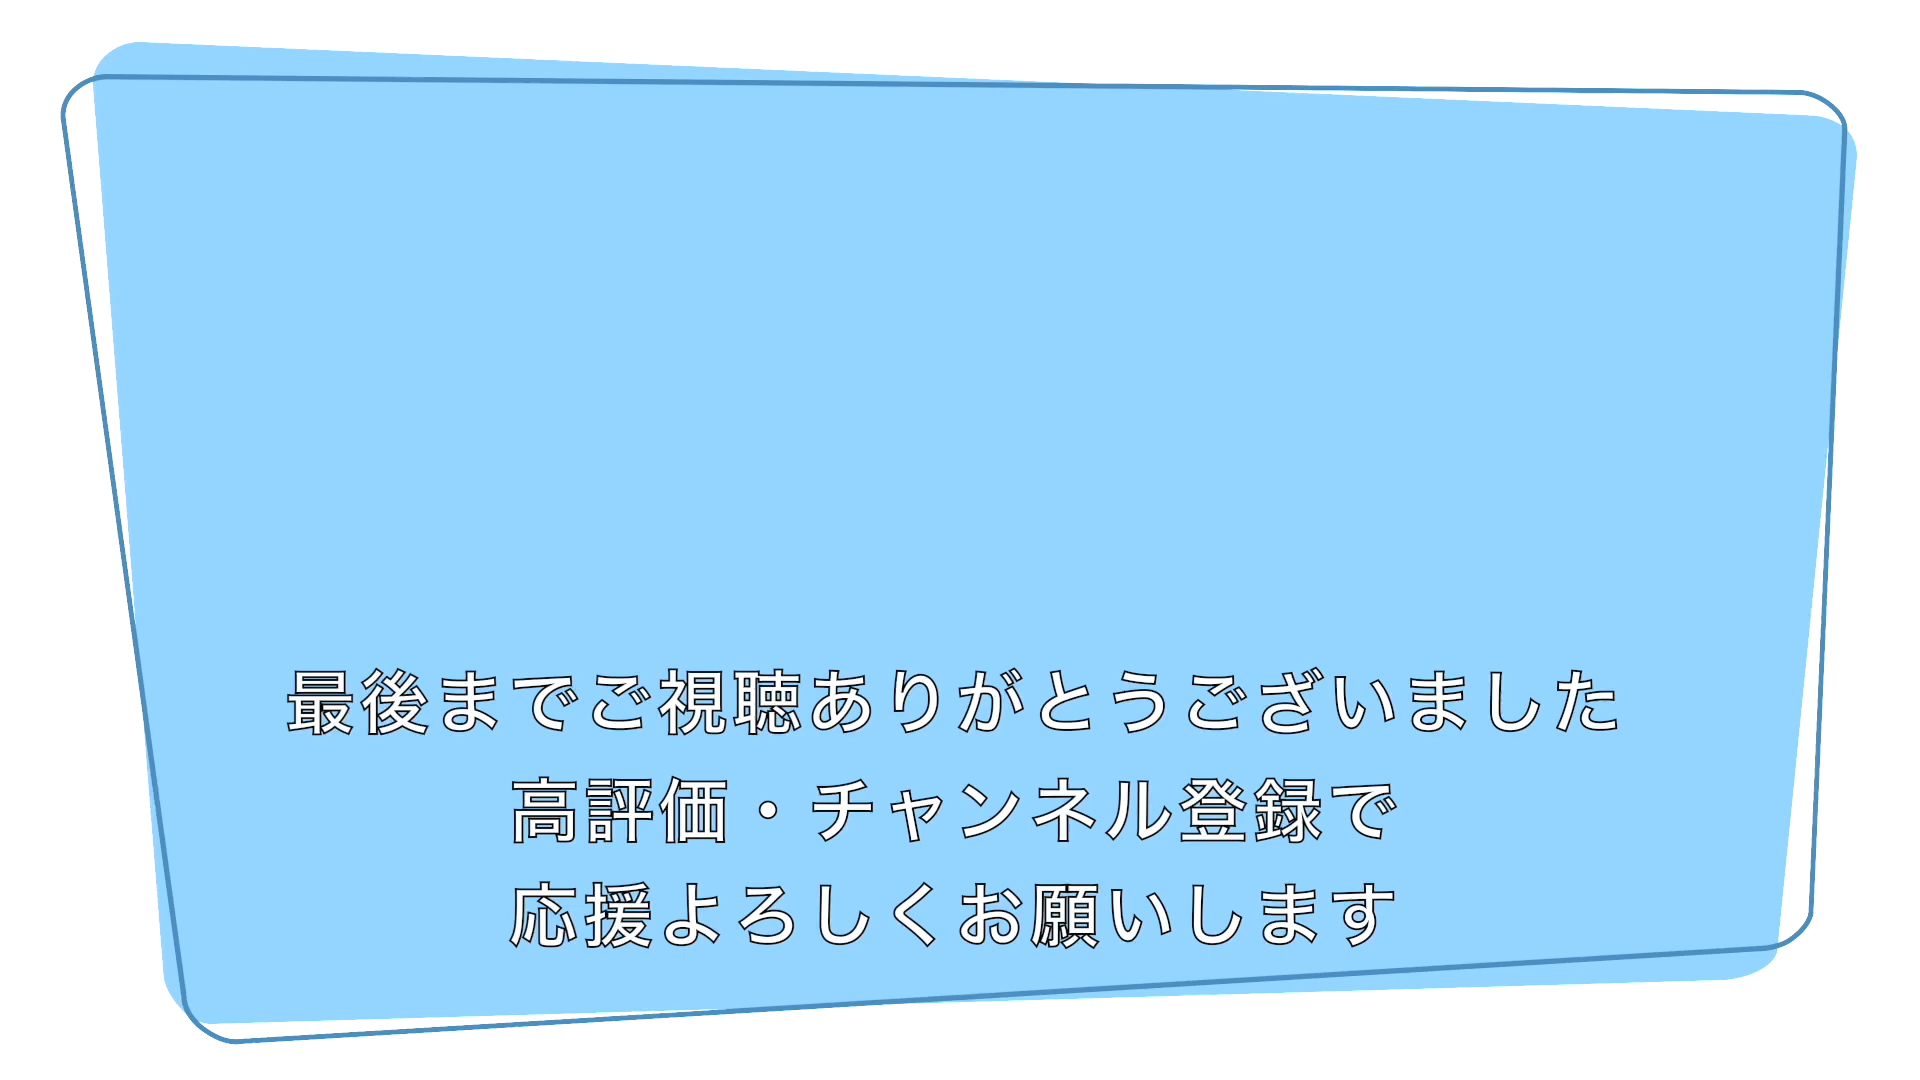 最後までご視聴ありがとうございました
高評価・チャンネル登録で
応援よろしくお願いします